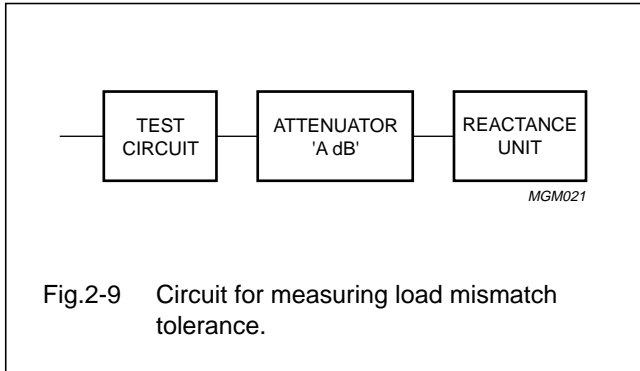 TEST
CIRCUIT
ATTENUATOR
'A dB'
REACTANCE
UNIT
MGM021
Fig.2-9 Circuit for measuring load mismatch
tolerance.